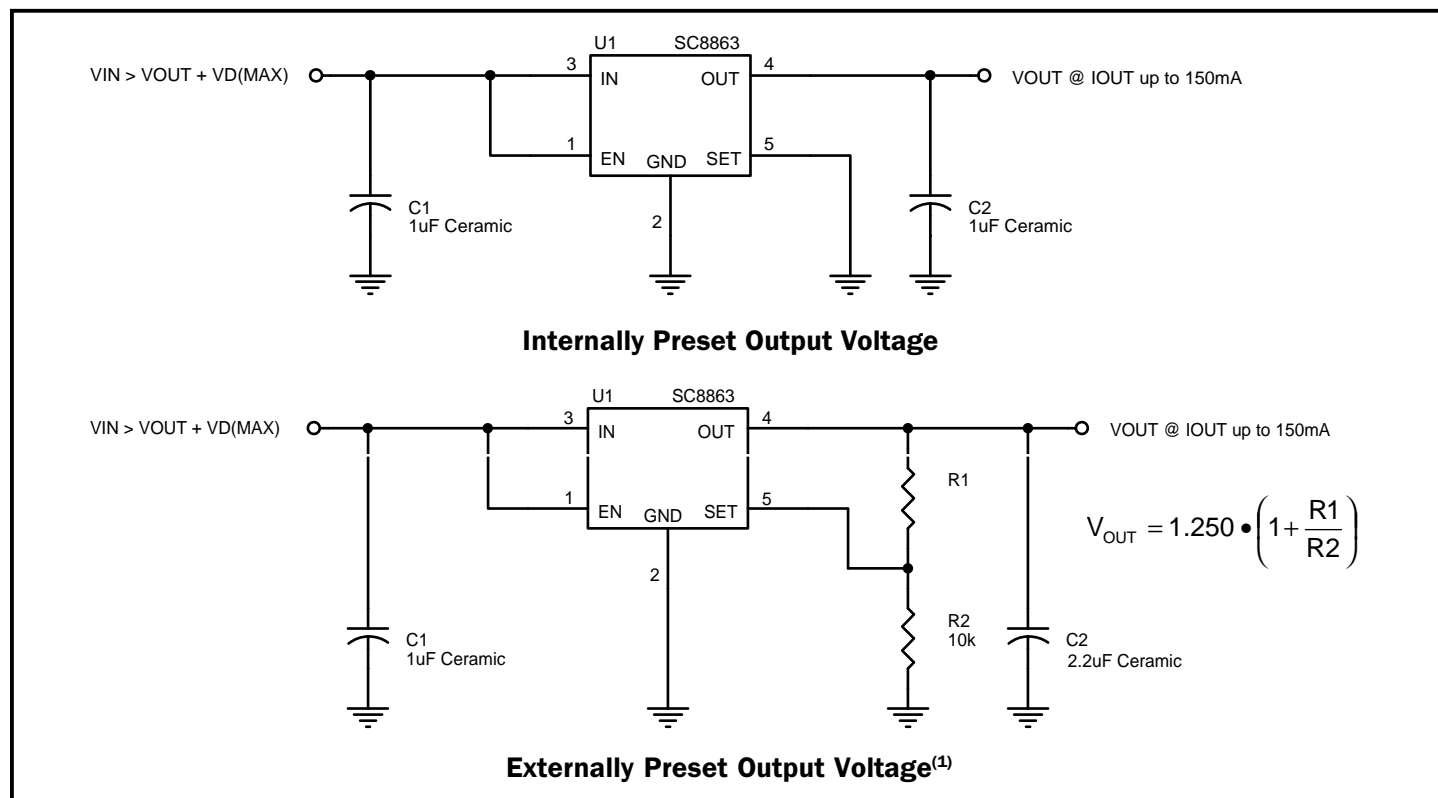 U1 SC8863
VIN > VOUT + VD(MAX)
3 IN OUT 4
VOUT @ IOUT up to 150mA
1 EN GND SET 5
C1
1uF Ceramic
2
C2
1uF Ceramic
Internally Preset Output Voltage
U1 SC8863
VIN > VOUT + VD(MAX)
3 IN OUT 4
VOUT @ IOUT up to 150mA
R1
1 EN GND SET 5
V_OUT = 1.250 • (1 + R1/R2)
2
C1
1uF Ceramic
R2
10k
C2
2.2uF Ceramic
Externally Preset Output Voltage(1)